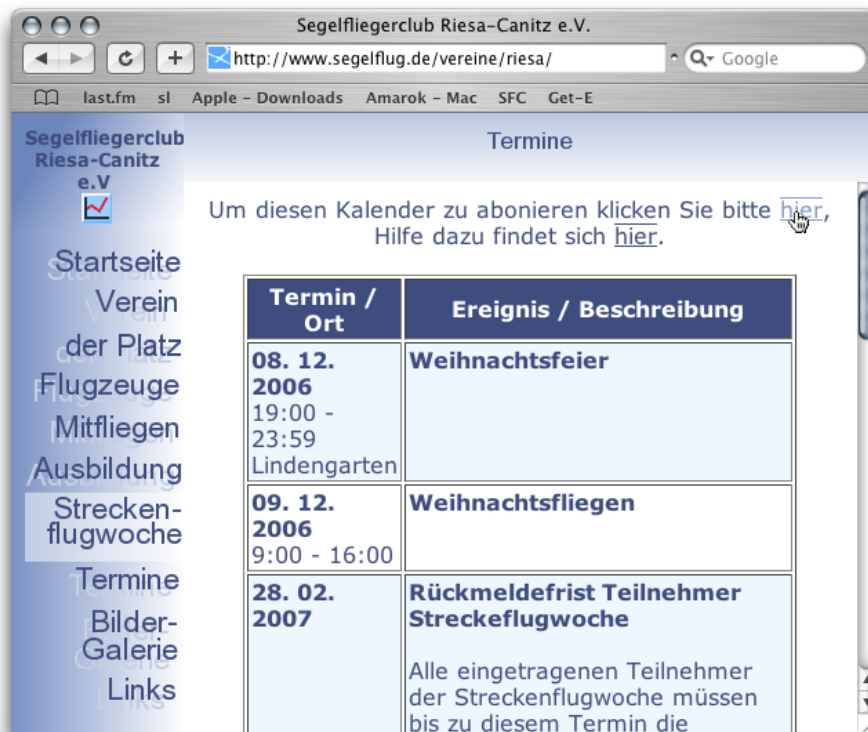 Segelfliegerclub Riesa-Canitz e.V.
http://www.segelflug.de/vereine/riesa/
Google
last.fm sl Apple - Downloads Amarok - Mac SFC Get-E
Segelfliegerclub
Riesa-Canitz
e.V
Startseite
Verein
der Platz
Flugzeuge
Mitfliegen
Ausbildung
Strecken-
flugwoche
Termine
Bilder-
Galerie
Links
Termine
Um diesen Kalender zu abonieren klicken Sie bitte hier,
Hilfe dazu findet sich hier.
Termin /
Ort
Ereignis / Beschreibung
08. 12.
2006
19:00 -
23:59
Lindengarten
Weihnachtsfeier
09. 12.
2006
9:00 - 16:00
Weihnachtsfliegen
28. 02.
2007
Rückmeldefrist Teilnehmer
Streckeflugwoche
Alle eingetragenen Teilnehmer
der Streckenflugwoche müssen
bis zu diesem Termin die